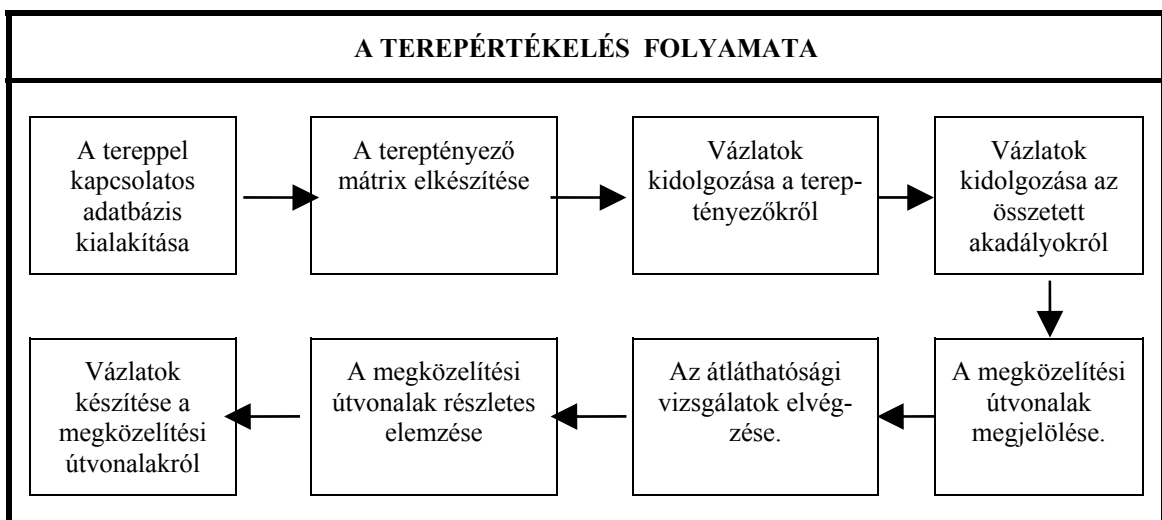 A TEREPÉRTÉKELÉS FOLYAMATA
A tereppel
kapcsolatos
adatbázis
kialakítása
A tereptényező
mátrix elkészítése
Vázlatok
kidolgozása a terep-
tényezőkről
Vázlatok
kidolgozása az
összetett
akadályokról
A megközelítési
útvonalak
megjelölése.
Az átláthatósági
vizsgálatok elvég-
zése.
A megközelítési
útvonalak részletes
elemzése
Vázlatok
készítése a
megközelítési
útvonalakról